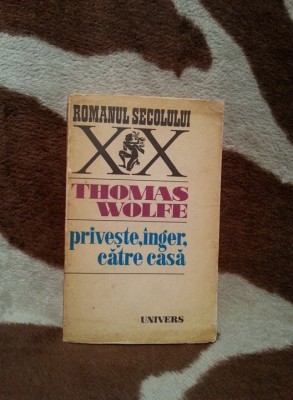 ROMANUL SECOLULUI
XX
THOMAS
WOLFE
privește, înger,
către casă
UNIVERS